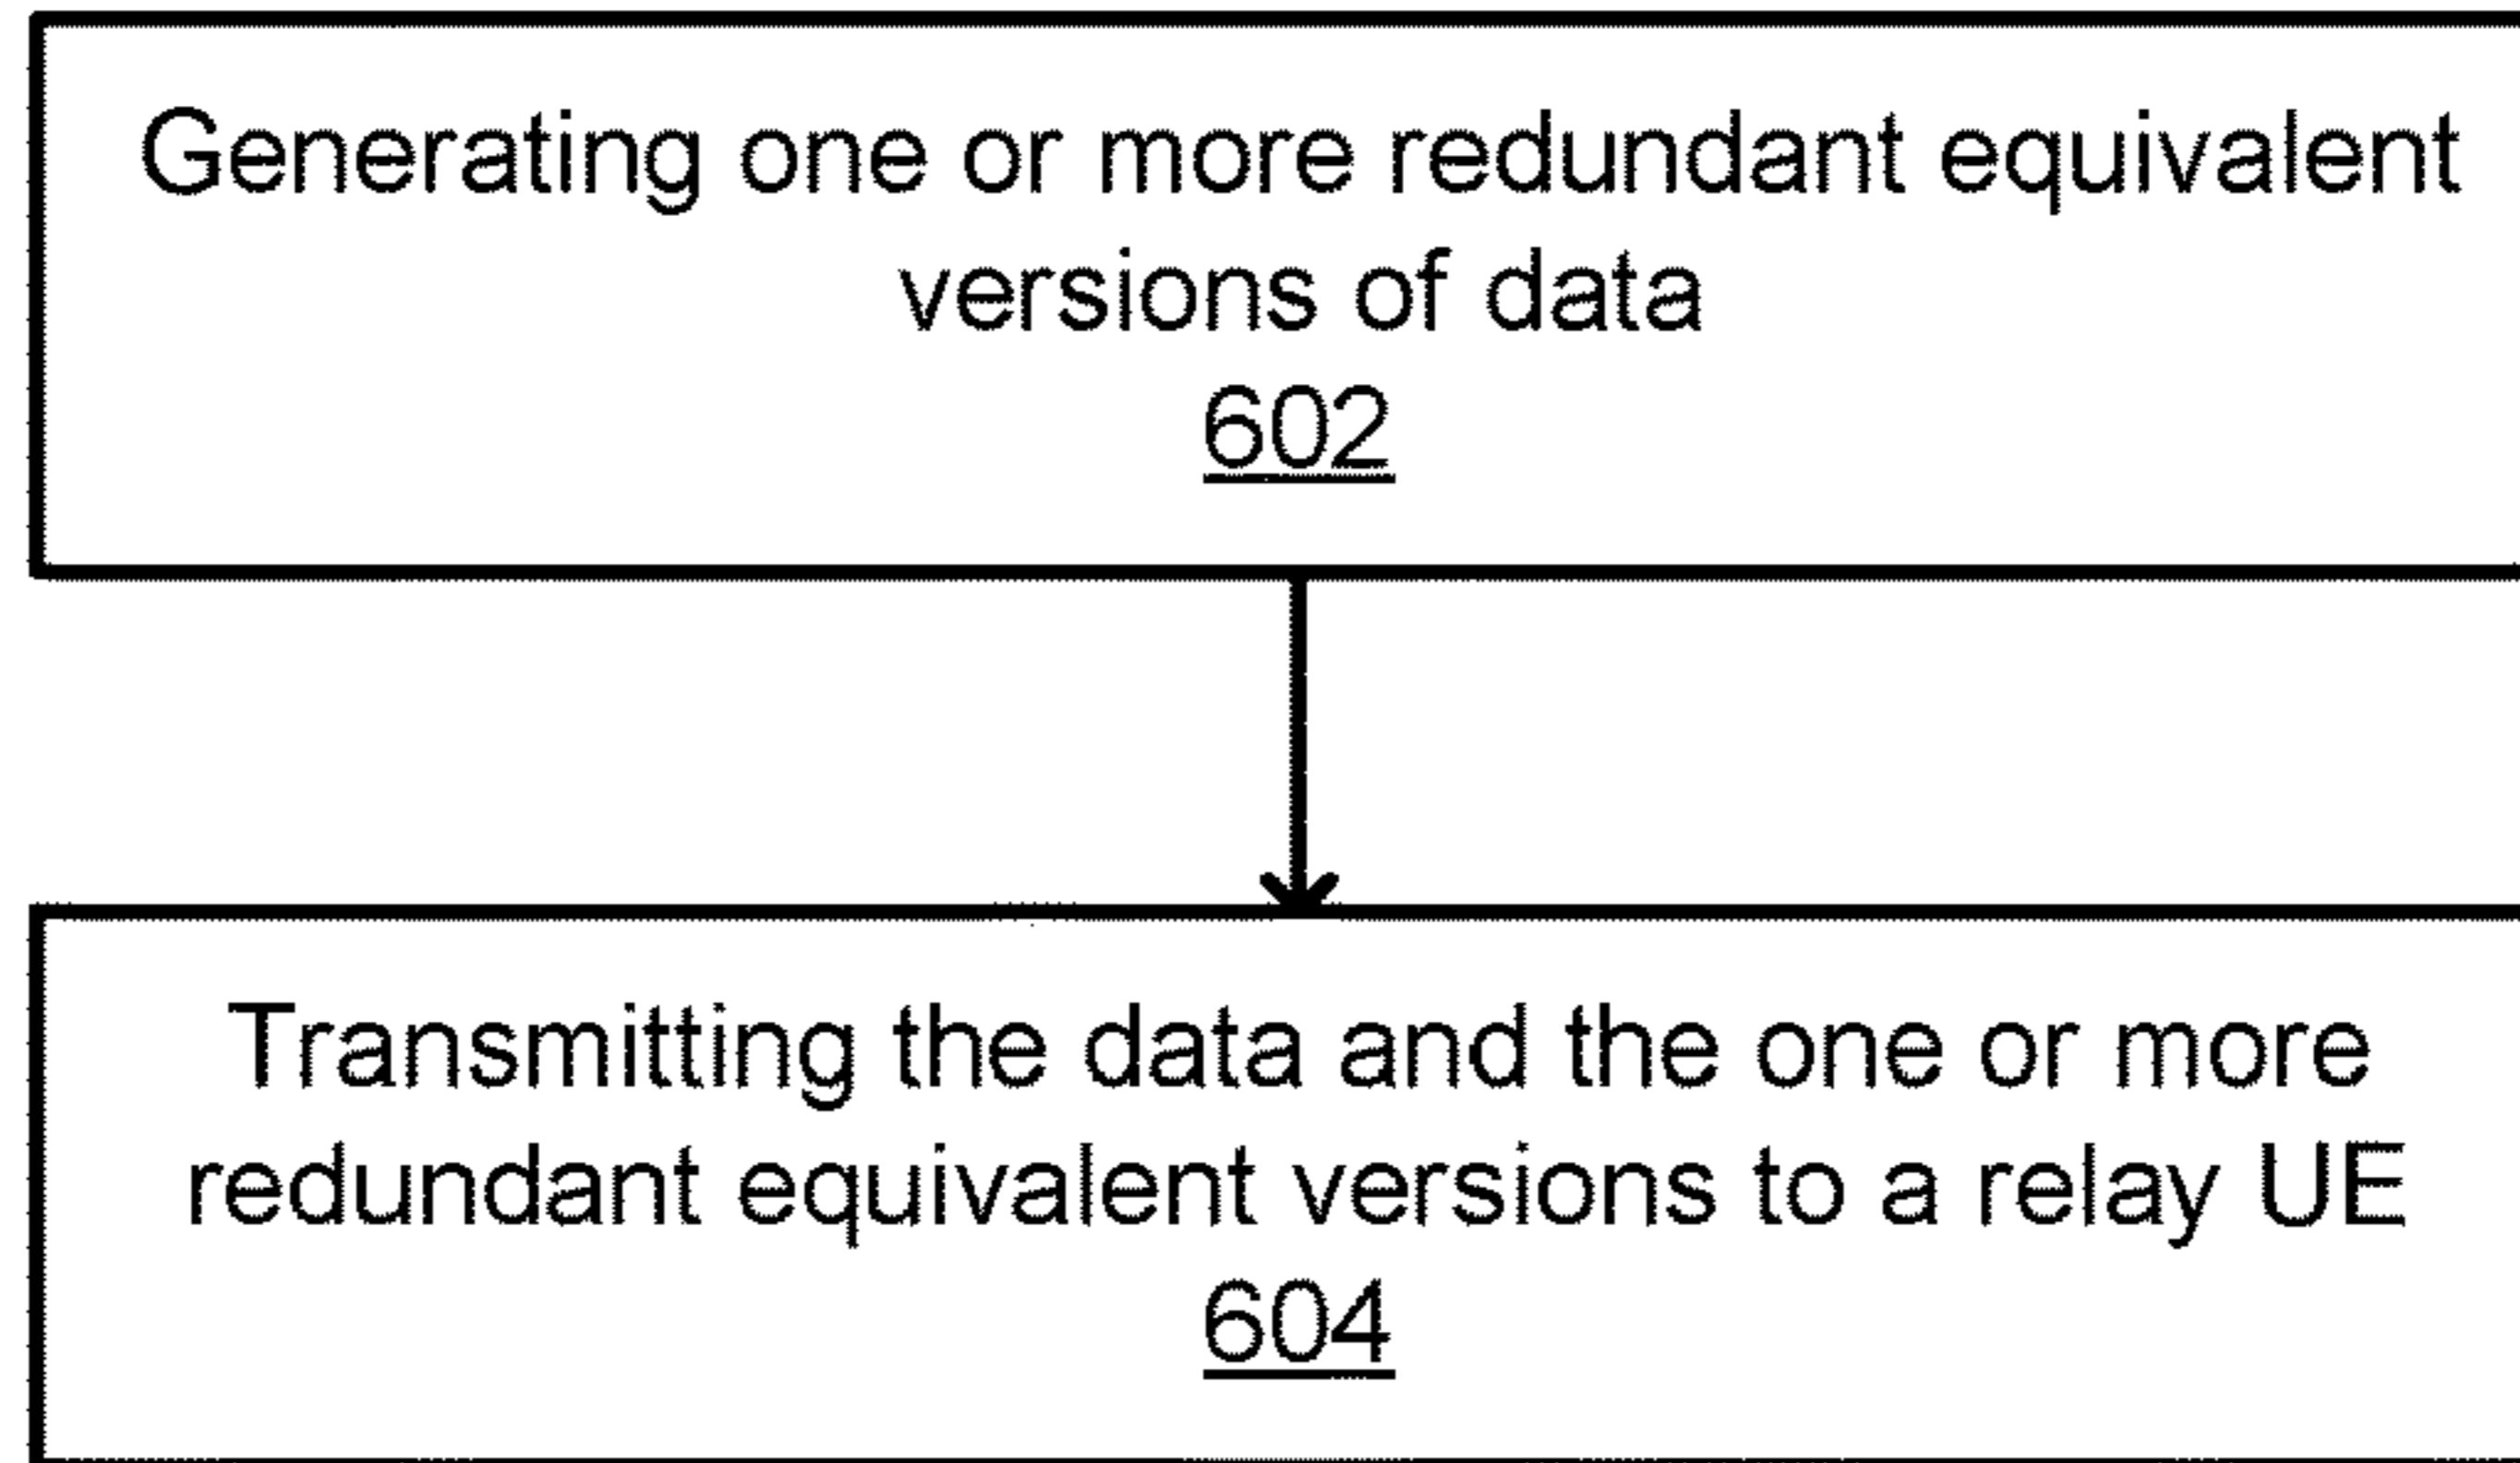 Generating one or more redundant equivalent
versions of data
602
Transmitting the data and the one or more
redundant equivalent versions to a relay UE
604